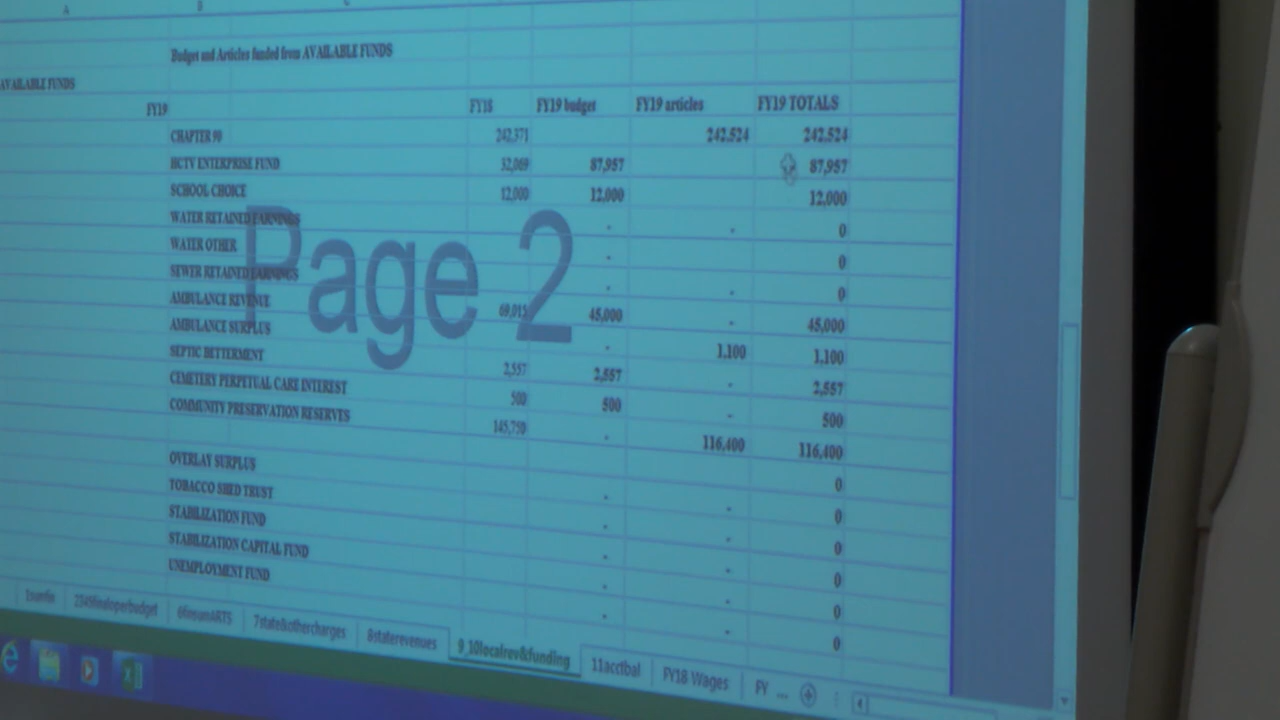 A B C
Budget and Articles funded from AVAILABLE FUNDS
AVAILABLE FUNDS
FY19 FY18 FY19 budget FY19 articles FY19 TOTALS
CHAPTER 90 242,571 242,524 242,524
HCTV ENTERPRISE FUND 52,069 87,957 87,957
SCHOOL CHOICE 12,000 12,000 12,000
WATER RETAINED EARNINGS - - 0
WATER OTHER - 0
SEWER RETAINED EARNINGS - - 0
AMBULANCE REVENUE 69,015 45,000 - 45,000
AMBULANCE SURPLUS - 1,100 1,100
SEPTIC BETTERMENT 2,557 2,557 - 2,557
CEMETERY PERPETUAL CARE INTEREST 500 500 - 500
COMMUNITY PRESERVATION RESERVES 145,750 - 116,400 116,400
0
OVERLAY SURPLUS - - 0
TOBACCO SHED TRUST - - 0
STABILIZATION FUND - - 0
STABILIZATION CAPITAL FUND - - 0
UNEMPLOYMENT FUND - - 0
Page 2
7state&othercharges 8staterevenues 9_10localrev&funding 11acctbal FY18 Wages FY ...